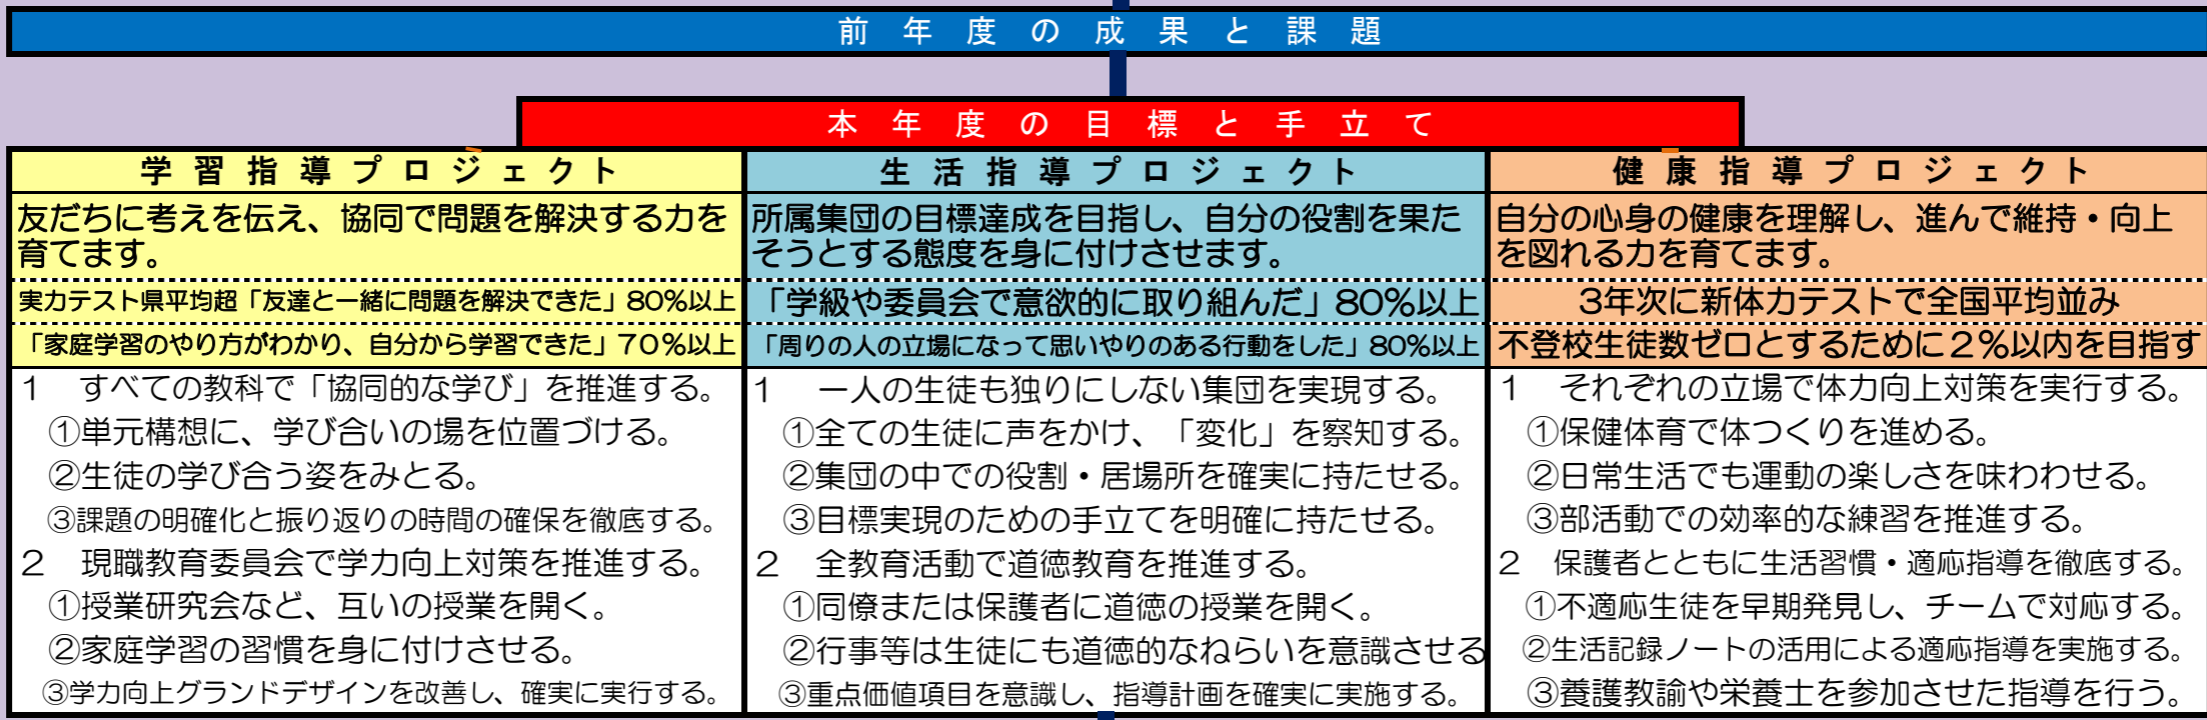 前年度の成果と課題
本年度の目標と手立て
学習指導プロジェクト
友だちに考えを伝え、協同で問題を解決する力を
育てます。
実力テスト県平均超「友達と一緒に問題を解決できた」80%以上
「家庭学習のやり方がわかり、自分から学習できた」70%以上
1 すべての教科で「協同的な学び」を推進する。
①単元構想に、学び合いの場を位置づける。
②生徒の学び合う姿をみとる。
③課題の明確化と振り返りの時間の確保を徹底する。
2 現職教育委員会で学力向上対策を推進する。
①授業研究会など、互いの授業を開く。
②家庭学習の習慣を身に付けさせる。
③学力向上グランドデザインを改善し、確実に実行する。
生活指導プロジェクト
所属集団の目標達成を目指し、自分の役割を果た
そうとする態度を身に付けさせます。
「学級や委員会で意欲的に取り組んだ」80%以上
「周りの人の立場になって思いやりのある行動をした」80%以上
1 一人の生徒も独りにしない集団を実現する。
①全ての生徒に声をかけ、「変化」を察知する。
②集団の中での役割・居場所を確実に持たせる。
③目標実現のための手立てを明確に持たせる。
2 全教育活動で道徳教育を推進する。
①同僚または保護者に道徳の授業を開く。
②行事等は生徒にも道徳的なねらいを意識させる
③重点価値項目を意識し、指導計画を確実に実施する。
健康指導プロジェクト
自分の心身の健康を理解し、進んで維持・向上
を図れる力を育てます。
3年次に新体力テストで全国平均並み
不登校生徒数ゼロとするために2%以内を目指す
1 それぞれの立場で体力向上対策を実行する。
①保健体育で体つくりを進める。
②日常生活でも運動の楽しさを味わわせる。
③部活動での効率的な練習を推進する。
2 保護者とともに生活習慣・適応指導を徹底する。
①不適応生徒を早期発見し、チームで対応する。
②生活記録ノートの活用による適応指導を実施する。
③養護教諭や栄養士を参加させた指導を行う。